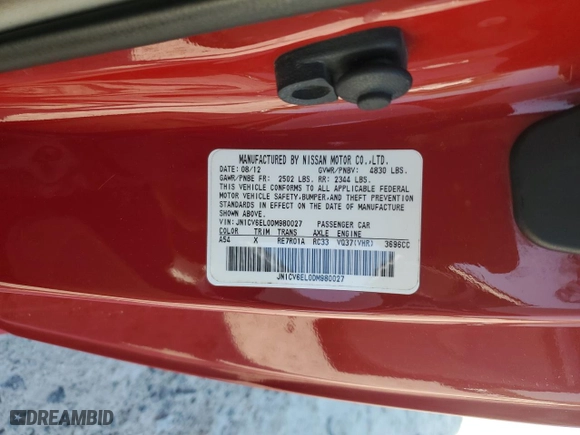 MANUFACTURED BY NISSAN MOTOR CO.,LTD.
DATE: 08/12 GVWR/PNBV: 4830 LBS.
GAWR/PNBE FR: 2502 LBS. RR: 2344 LBS.
THIS VEHICLE CONFORMS TO ALL APPLICABLE FEDERAL
MOTOR VEHICLE SAFETY,BUMPER,AND THEFT PREVENTION
STANDARDS IN EFFECT ON THE DATE OF MANUFACTURE
SHOWN ABOVE.
VIN: JN1CV6EL0DM980027 PASSENGER CAR
COLOR TRIM TRANS AXLE ENGINE
A54 X RE7R01A RC33 VQ37(VHR) 3696CC
JN1CV6EL0DM980027
DREAMBID